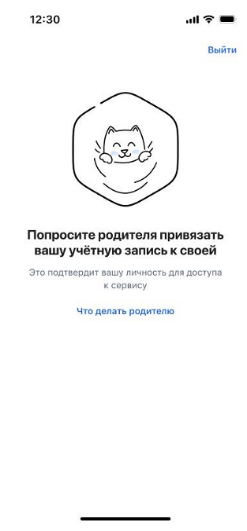 12:30
Выйти
Попросите родителя привязать
вашу учётную запись к своей
Это подтвердит вашу личность для доступа
к сервису
Что делать родителю